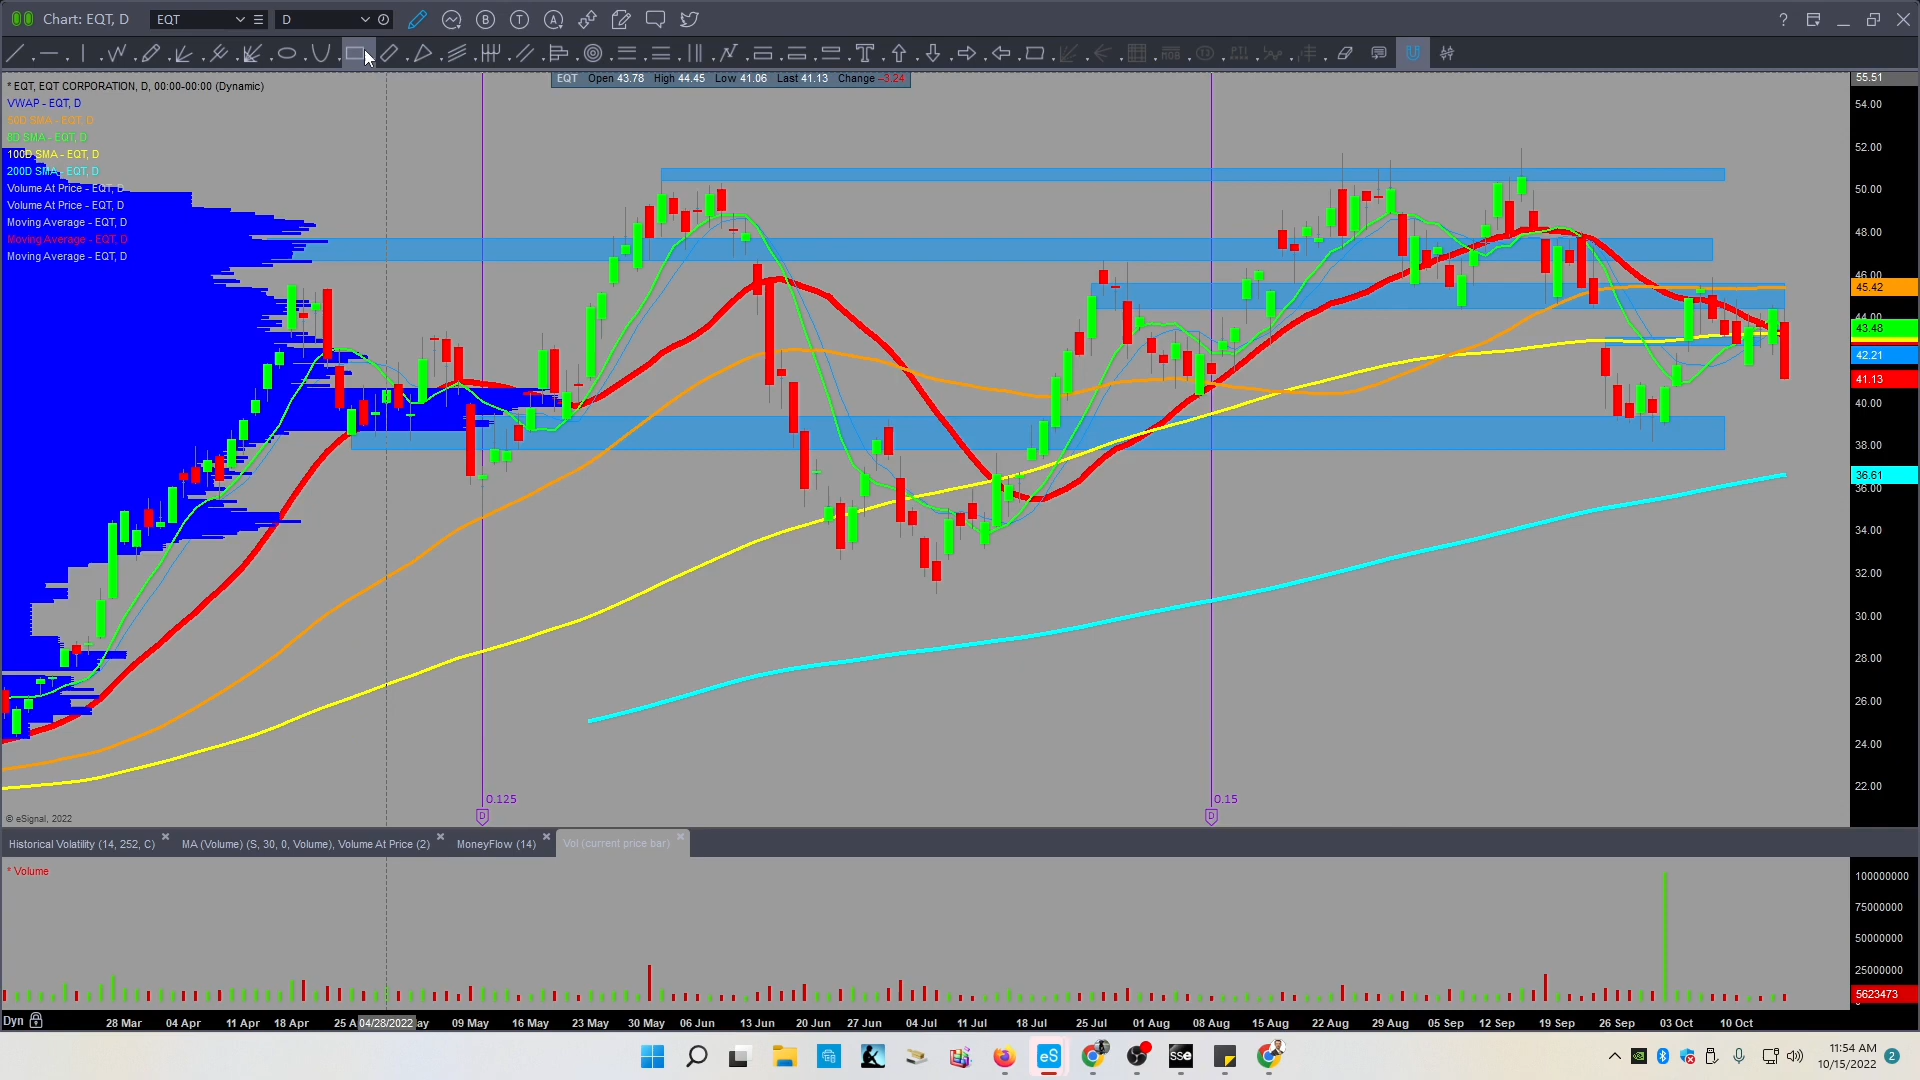 Chart: EQT, D
EQT
D
EQT Open 43.78 High 44.45 Low 41.06 Last 41.13 Change -3.24
* EQT, EQT CORPORATION, D, 00:00-00:00 (Dynamic)
VWAP - EQT, D
50D SMA - EQT, D
8D SMA - EQT, D
100D SMA - EQT, D
200D SMA - EQT, D
Volume At Price - EQT, D
Volume At Price - EQT, D
Moving Average - EQT, D
Moving Average - EQT, D
Moving Average - EQT, D
55.51
54.00
52.00
50.00
48.00
46.00
45.42
44.00
43.48
42.21
41.13
40.00
38.00
36.61
36.00
34.00
32.00
30.00
28.00
26.00
24.00
22.00
0.125
D
0.15
D
© eSignal, 2022
Historical Volatility (14, 252, C)
MA (Volume) (S, 30, 0, Volume), Volume At Price (2)
MoneyFlow (14)
Vol (current price bar)
* Volume
100000000
75000000
50000000
25000000
5623473
Dyn
28 Mar 04 Apr 11 Apr 18 Apr 25 A 04/28/2022 ay 09 May 16 May 23 May 30 May 06 Jun 13 Jun 20 Jun 27 Jun 04 Jul 11 Jul 18 Jul 25 Jul 01 Aug 08 Aug 15 Aug 22 Aug 29 Aug 05 Sep 12 Sep 19 Sep 26 Sep 03 Oct 10 Oct
eS
sse
11:54 AM
10/15/2022
2